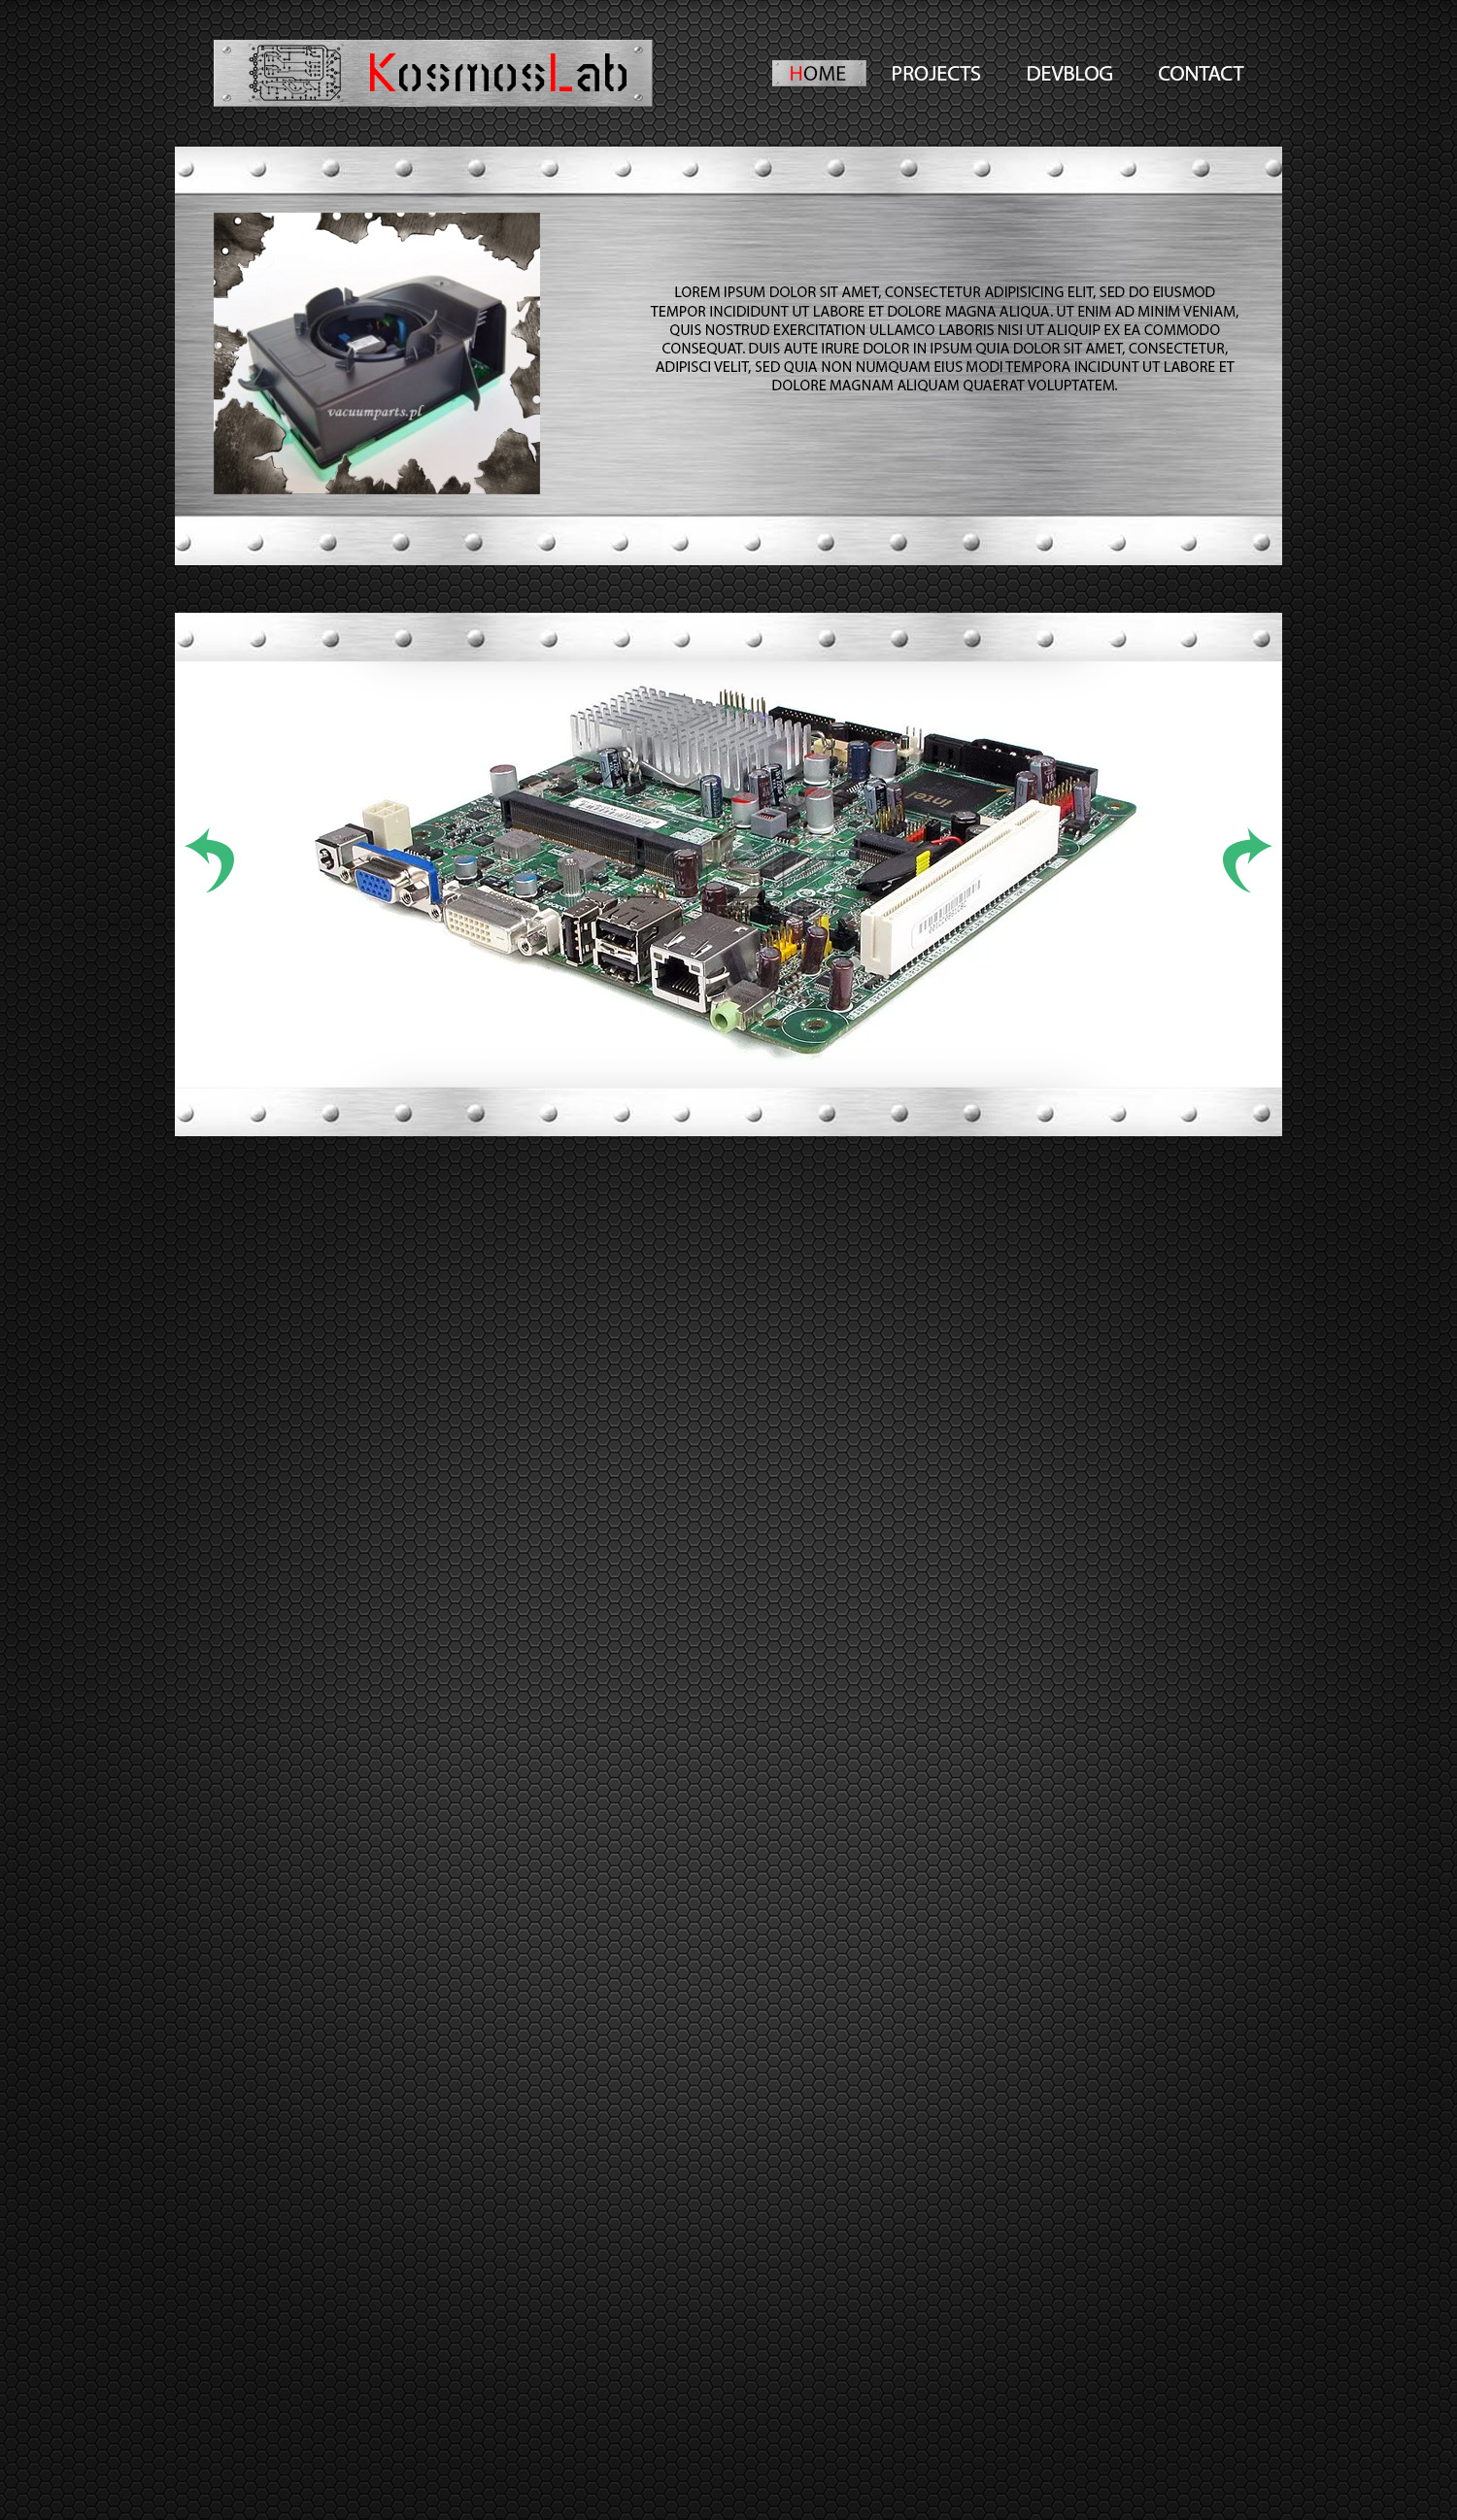 KosmosLab
HOME PROJECTS DEVBLOG CONTACT
LOREM IPSUM DOLOR SIT AMET, CONSECTETUR ADIPISICING ELIT, SED DO EIUSMOD
TEMPOR INCIDIDUNT UT LABORE ET DOLORE MAGNA ALIQUA. UT ENIM AD MINIM VENIAM,
QUIS NOSTRUD EXERCITATION ULLAMCO LABORIS NISI UT ALIQUIP EX EA COMMODO
CONSEQUAT. DUIS AUTE IRURE DOLOR IN IPSUM QUIA DOLOR SIT AMET, CONSECTETUR,
ADIPISCI VELIT, SED QUIA NON NUMQUAM EIUS MODI TEMPORA INCIDUNT UT LABORE ET
DOLORE MAGNAM ALIQUAM QUAERAT VOLUPTATEM.
vacuumparts.pl
intel